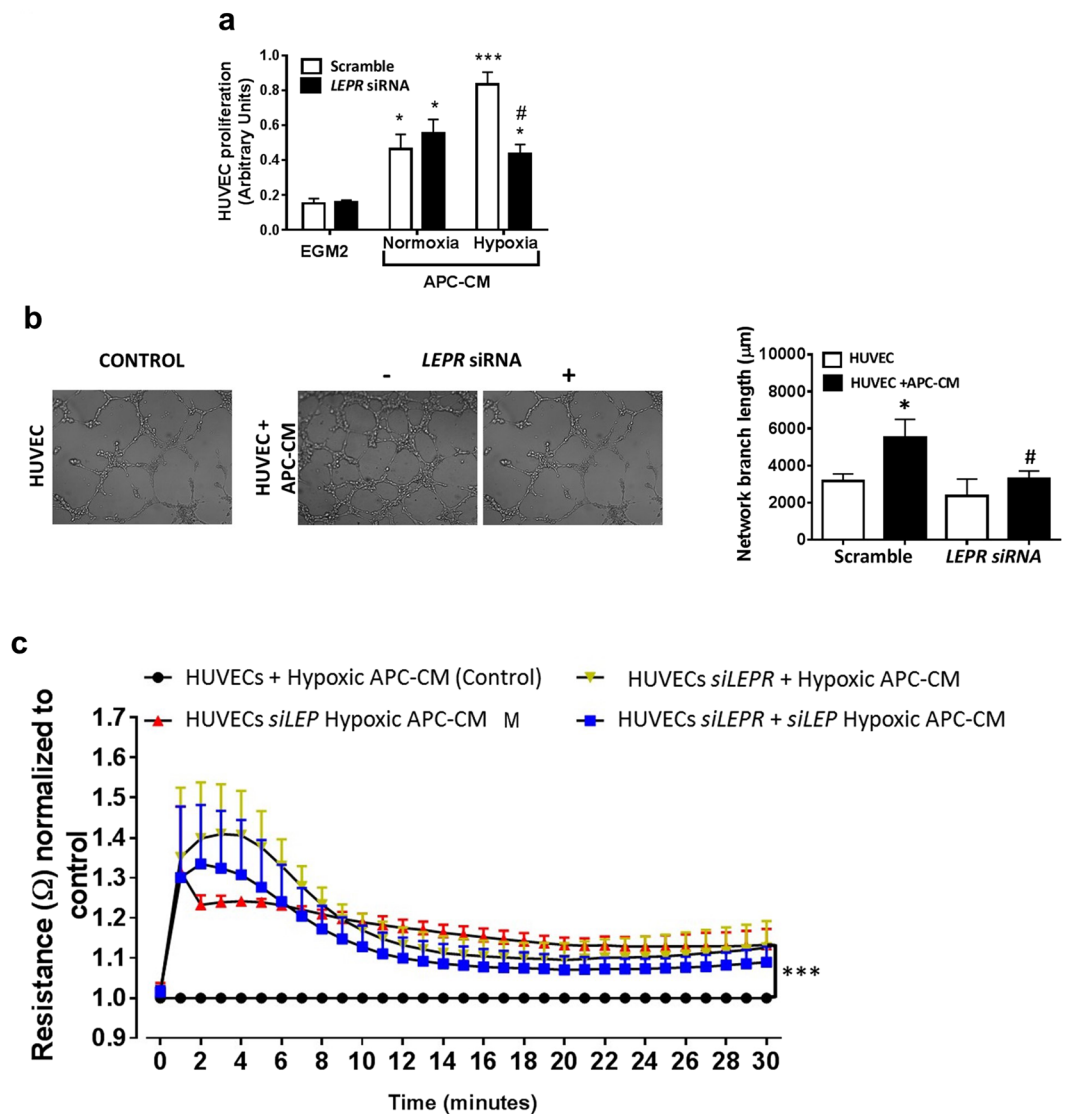 a
1.0
0.8
0.6
0.4
0.2
0.0
HUVEC proliferation
(Arbitrary Units)
Scramble
LEPR siRNA
*
*
***
#
*
EGM2
Normoxia
Hypoxia
APC-CM
b
CONTROL
LEPR siRNA
-
+
HUVEC
HUVEC +
APC-CM
Network branch length (μm)
10000
8000
6000
4000
2000
0
HUVEC
HUVEC +APC-CM
*
#
Scramble
LEPR siRNA
c
HUVECs + Hypoxic APC-CM (Control)
HUVECs siLEPR + Hypoxic APC-CM
HUVECs siLEP Hypoxic APC-CM M
HUVECs siLEPR + siLEP Hypoxic APC-CM
Resistance (Ω) normalized to
control
1.7
1.6
1.5
1.4
1.3
1.2
1.1
1.0
0.9
***
0 2 4 6 8 10 12 14 16 18 20 22 24 26 28 30
Time (minutes)